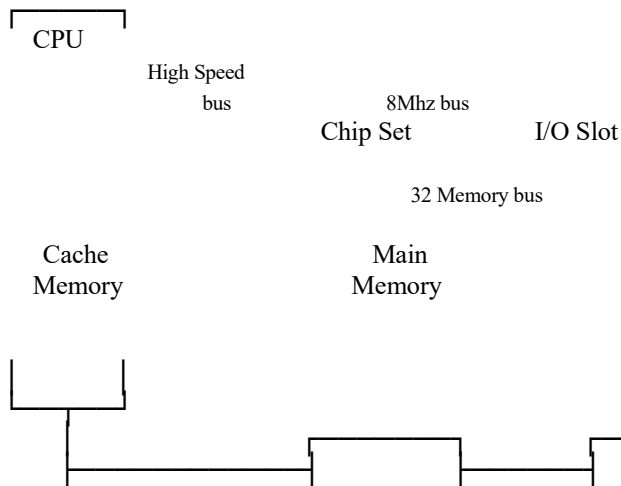 CPU
High Speed
bus
8Mhz bus
Chip Set
I/O Slot
32 Memory bus
Cache
Memory
Main
Memory